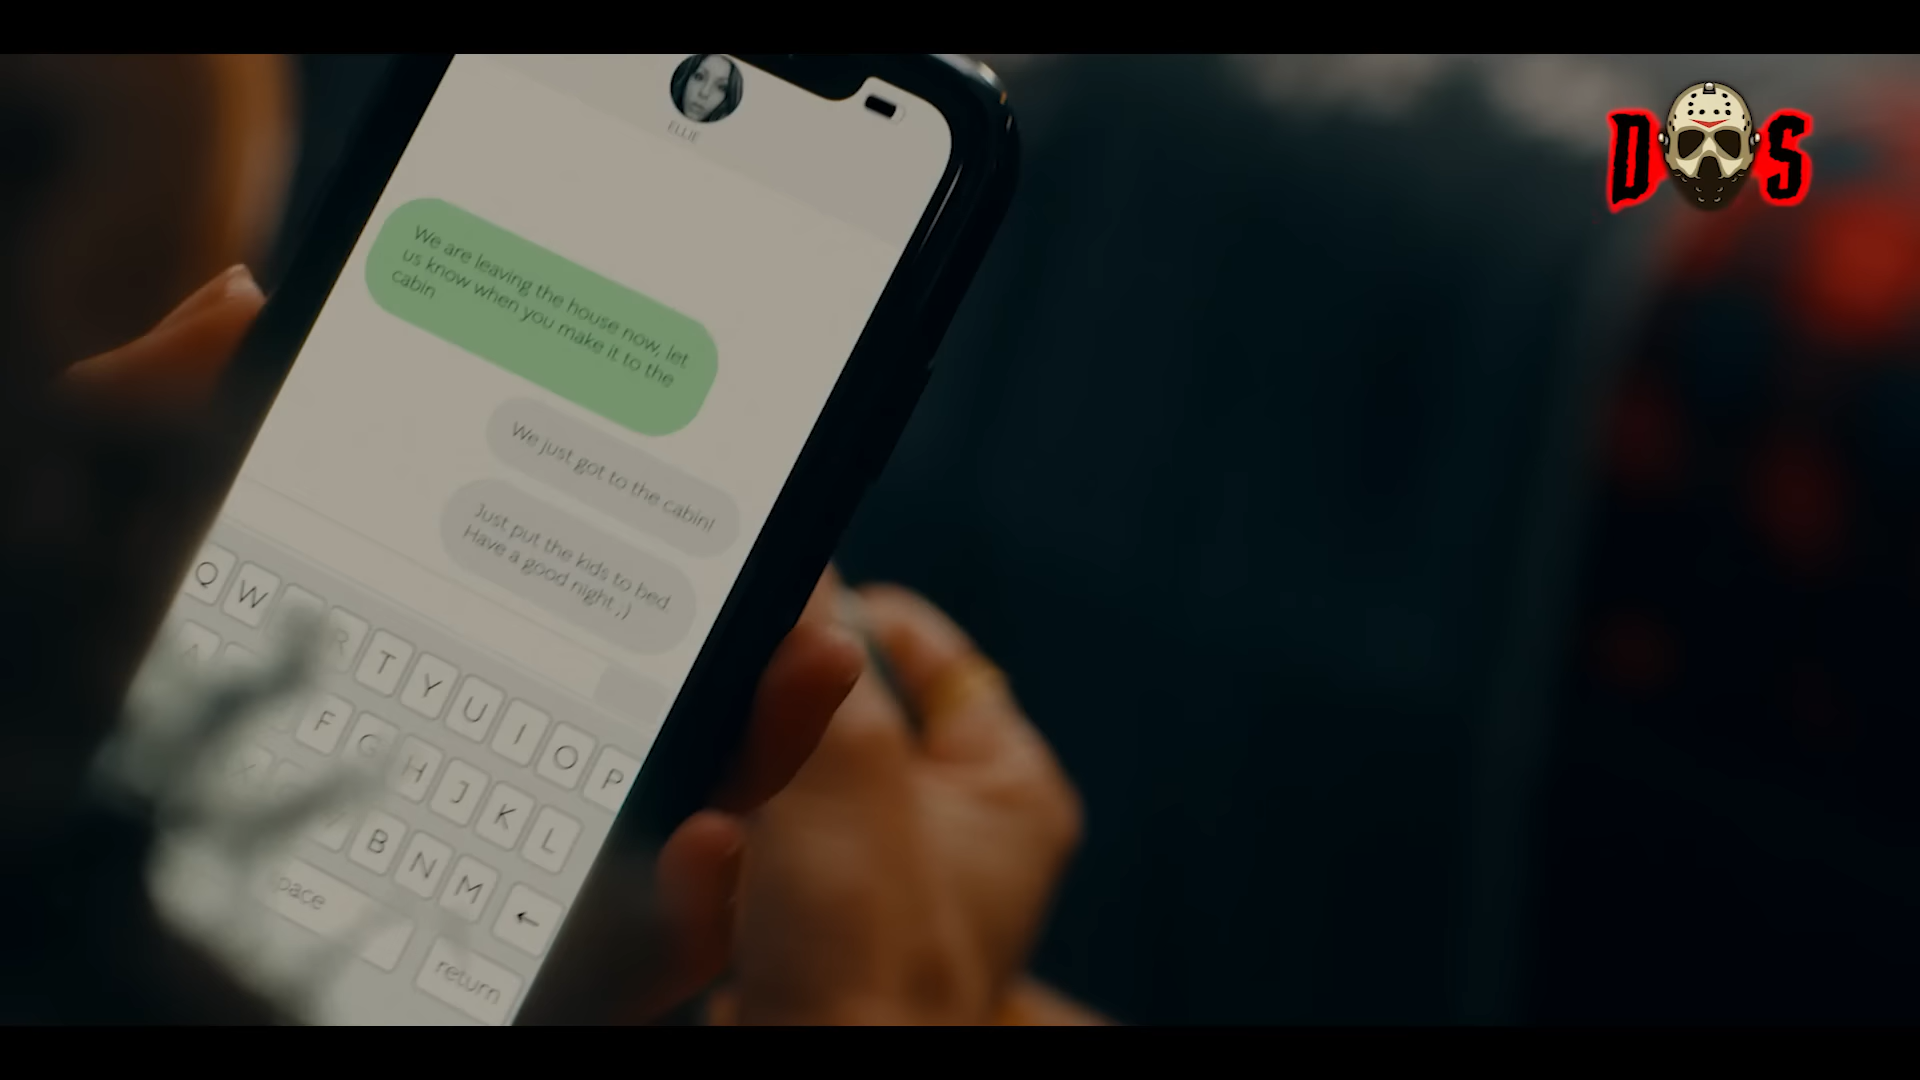 D S
ELLIE
We are leaving the house now, let
us know when you make it to the
cabin
We just got to the cabin!
Just put the kids to bed.
Have a good night ;)
Q W R T Y U I O P
A F G H J K L
X V B N M ←
pace
return